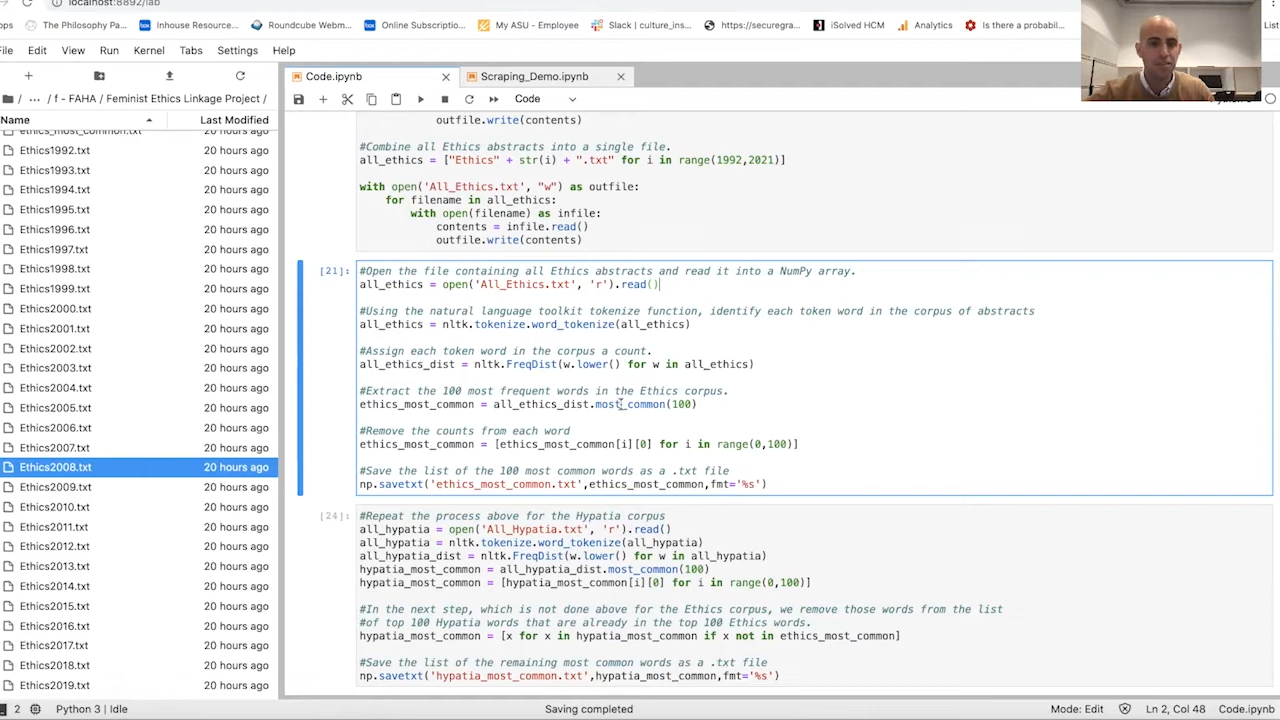 localhost:8892/lab
The Philosophy Pa...
Inhouse Resource...
Roundcube Webm...
Online Subscriptio...
My ASU - Employee
Slack | culture_ins...
https://securegra...
iSolved HCM
Analytics
Is there a probabil...
File
Edit
View
Run
Kernel
Tabs
Settings
Help
Code.ipynb
Scraping_Demo.ipynb
/ ... / f - FAHA / Feminist Ethics Linkage Project /
Code
Name
Last Modified
ethics_most_common.txt 20 hours ago
Ethics1992.txt 20 hours ago
Ethics1993.txt 20 hours ago
Ethics1994.txt 20 hours ago
Ethics1995.txt 20 hours ago
Ethics1996.txt 20 hours ago
Ethics1997.txt 20 hours ago
Ethics1998.txt 20 hours ago
Ethics1999.txt 20 hours ago
Ethics2000.txt 20 hours ago
Ethics2001.txt 20 hours ago
Ethics2002.txt 20 hours ago
Ethics2003.txt 20 hours ago
Ethics2004.txt 20 hours ago
Ethics2005.txt 20 hours ago
Ethics2006.txt 20 hours ago
Ethics2007.txt 20 hours ago
Ethics2008.txt 20 hours ago
Ethics2009.txt 20 hours ago
Ethics2010.txt 20 hours ago
Ethics2011.txt 20 hours ago
Ethics2012.txt 20 hours ago
Ethics2013.txt 20 hours ago
Ethics2014.txt 20 hours ago
Ethics2015.txt 20 hours ago
Ethics2016.txt 20 hours ago
Ethics2017.txt 20 hours ago
Ethics2018.txt 20 hours ago
Ethics2019.txt 20 hours ago
outfile.write(contents)
#Combine all Ethics abstracts into a single file.
all_ethics = ["Ethics" + str(i) + ".txt" for i in range(1992,2021)]
with open('All_Ethics.txt', "w") as outfile:
for filename in all_ethics:
with open(filename) as infile:
contents = infile.read()
outfile.write(contents)
[21]:
#Open the file containing all Ethics abstracts and read it into a NumPy array.
all_ethics = open('All_Ethics.txt', 'r').read()
#Using the natural language toolkit tokenize function, identify each token word in the corpus of abstracts
all_ethics = nltk.tokenize.word_tokenize(all_ethics)
#Assign each token word in the corpus a count.
all_ethics_dist = nltk.FreqDist(w.lower() for w in all_ethics)
#Extract the 100 most frequent words in the Ethics corpus.
ethics_most_common = all_ethics_dist.most_common(100)
#Remove the counts from each word
ethics_most_common = [ethics_most_common[i][0] for i in range(0,100)]
#Save the list of the 100 most common words as a .txt file
np.savetxt('ethics_most_common.txt',ethics_most_common,fmt='%s')
[24]:
#Repeat the process above for the Hypatia corpus
all_hypatia = open('All_Hypatia.txt', 'r').read()
all_hypatia = nltk.tokenize.word_tokenize(all_hypatia)
all_hypatia_dist = nltk.FreqDist(w.lower() for w in all_hypatia)
hypatia_most_common = all_hypatia_dist.most_common(100)
hypatia_most_common = [hypatia_most_common[i][0] for i in range(0,100)]
#In the next step, which is not done above for the Ethics corpus, we remove those words from the list
#of top 100 Hypatia words that are already in the top 100 Ethics words.
hypatia_most_common = [x for x in hypatia_most_common if x not in ethics_most_common]
#Save the list of the remaining most common words as a .txt file
np.savetxt('hypatia_most_common.txt',hypatia_most_common,fmt='%s')
2
Python 3 | Idle
Saving completed
Mode: Edit
Ln 2, Col 48
Code.ipynb